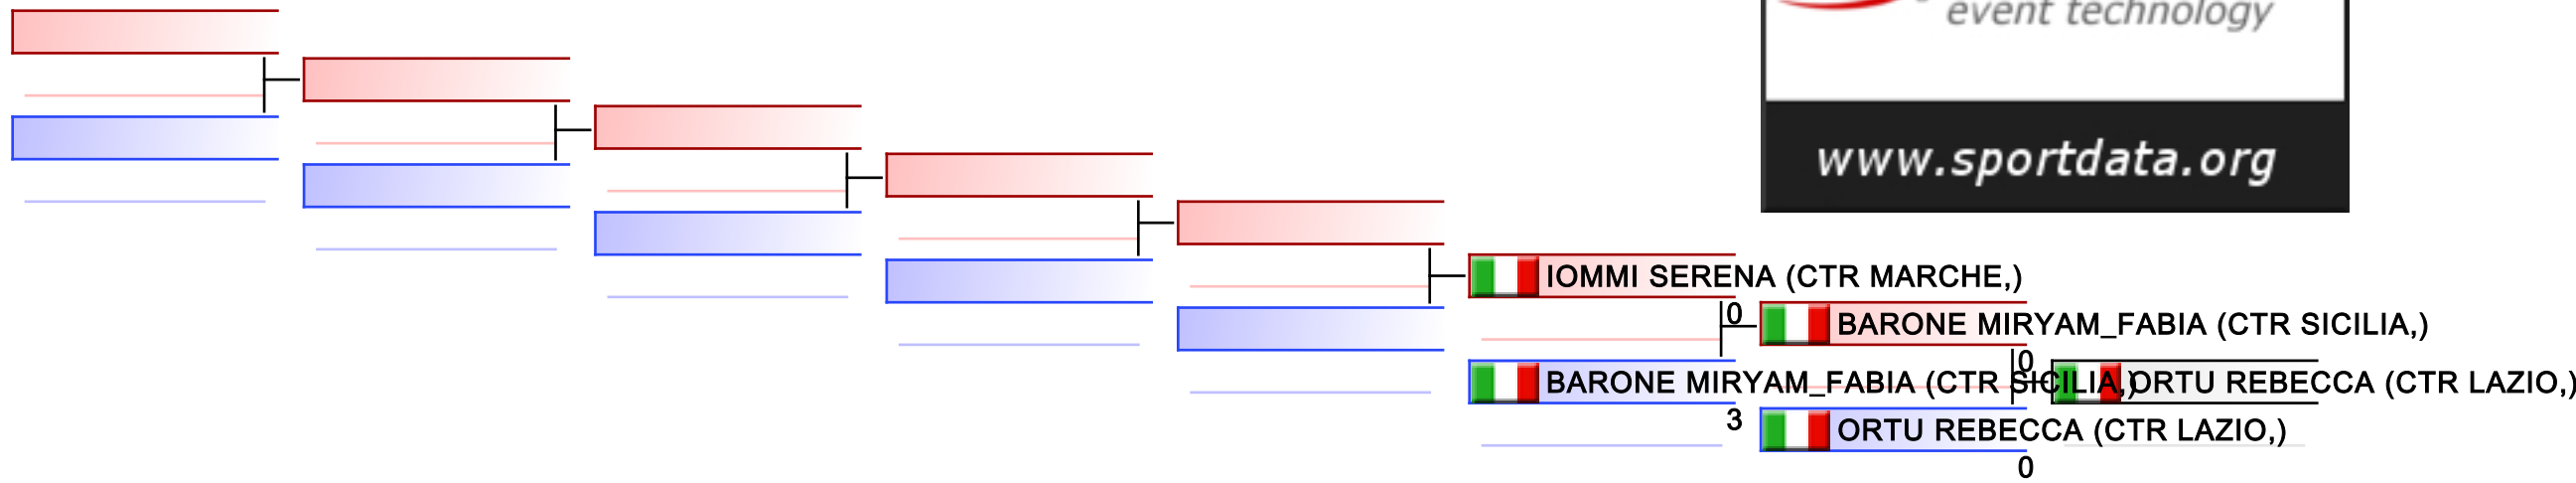 event technology
www.sportdata.org
IOMMI SERENA (CTR MARCHE,)
0
BARONE MIRYAM_FABIA (CTR SICILIA,)
0
BARONE MIRYAM_FABIA (CTR SICILIA,)
ORTU REBECCA (CTR LAZIO,)
3
ORTU REBECCA (CTR LAZIO,)
0